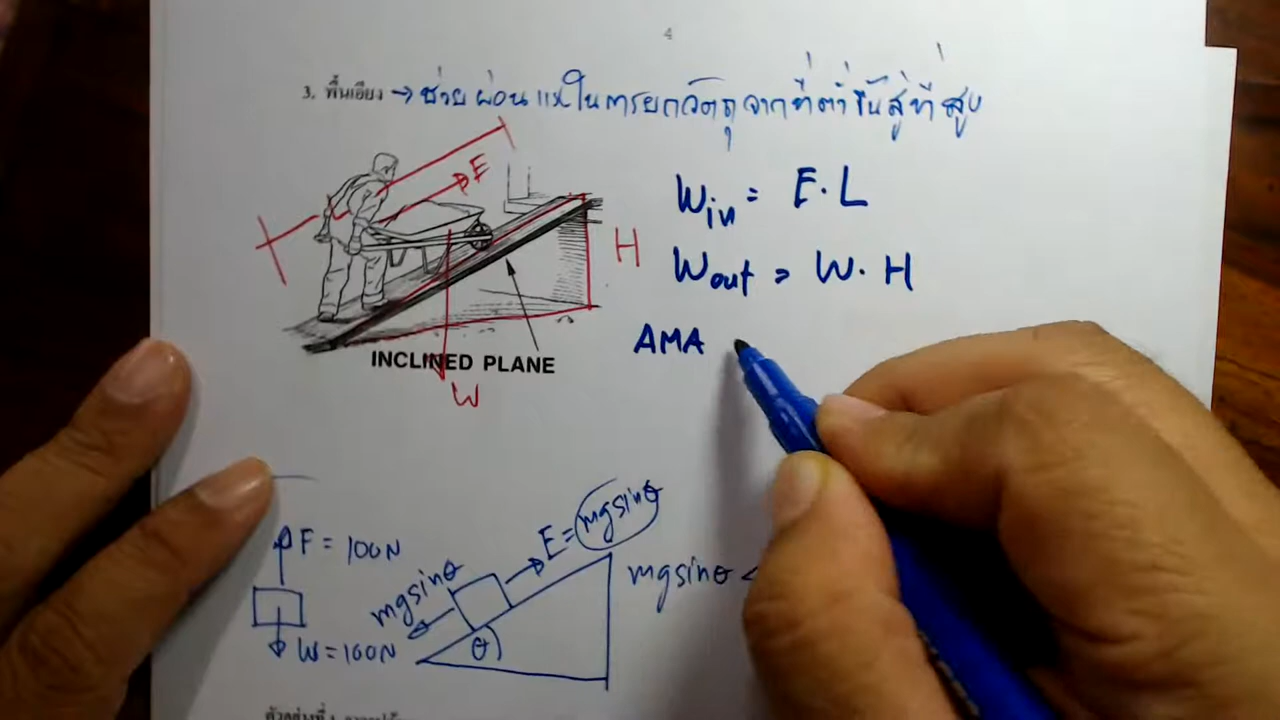 4
3. พื้นเอียง → ช่วยผ่อนแรงในการยกวัตถุจากที่ต่ำขึ้นสู่ที่สูง
E
H
W
INCLINED PLANE
Win = E.L
Wout = W.H
AMA
F = 100N
W = 100N
mgsinθ
E = mgsinθ
θ
mgsinθ <